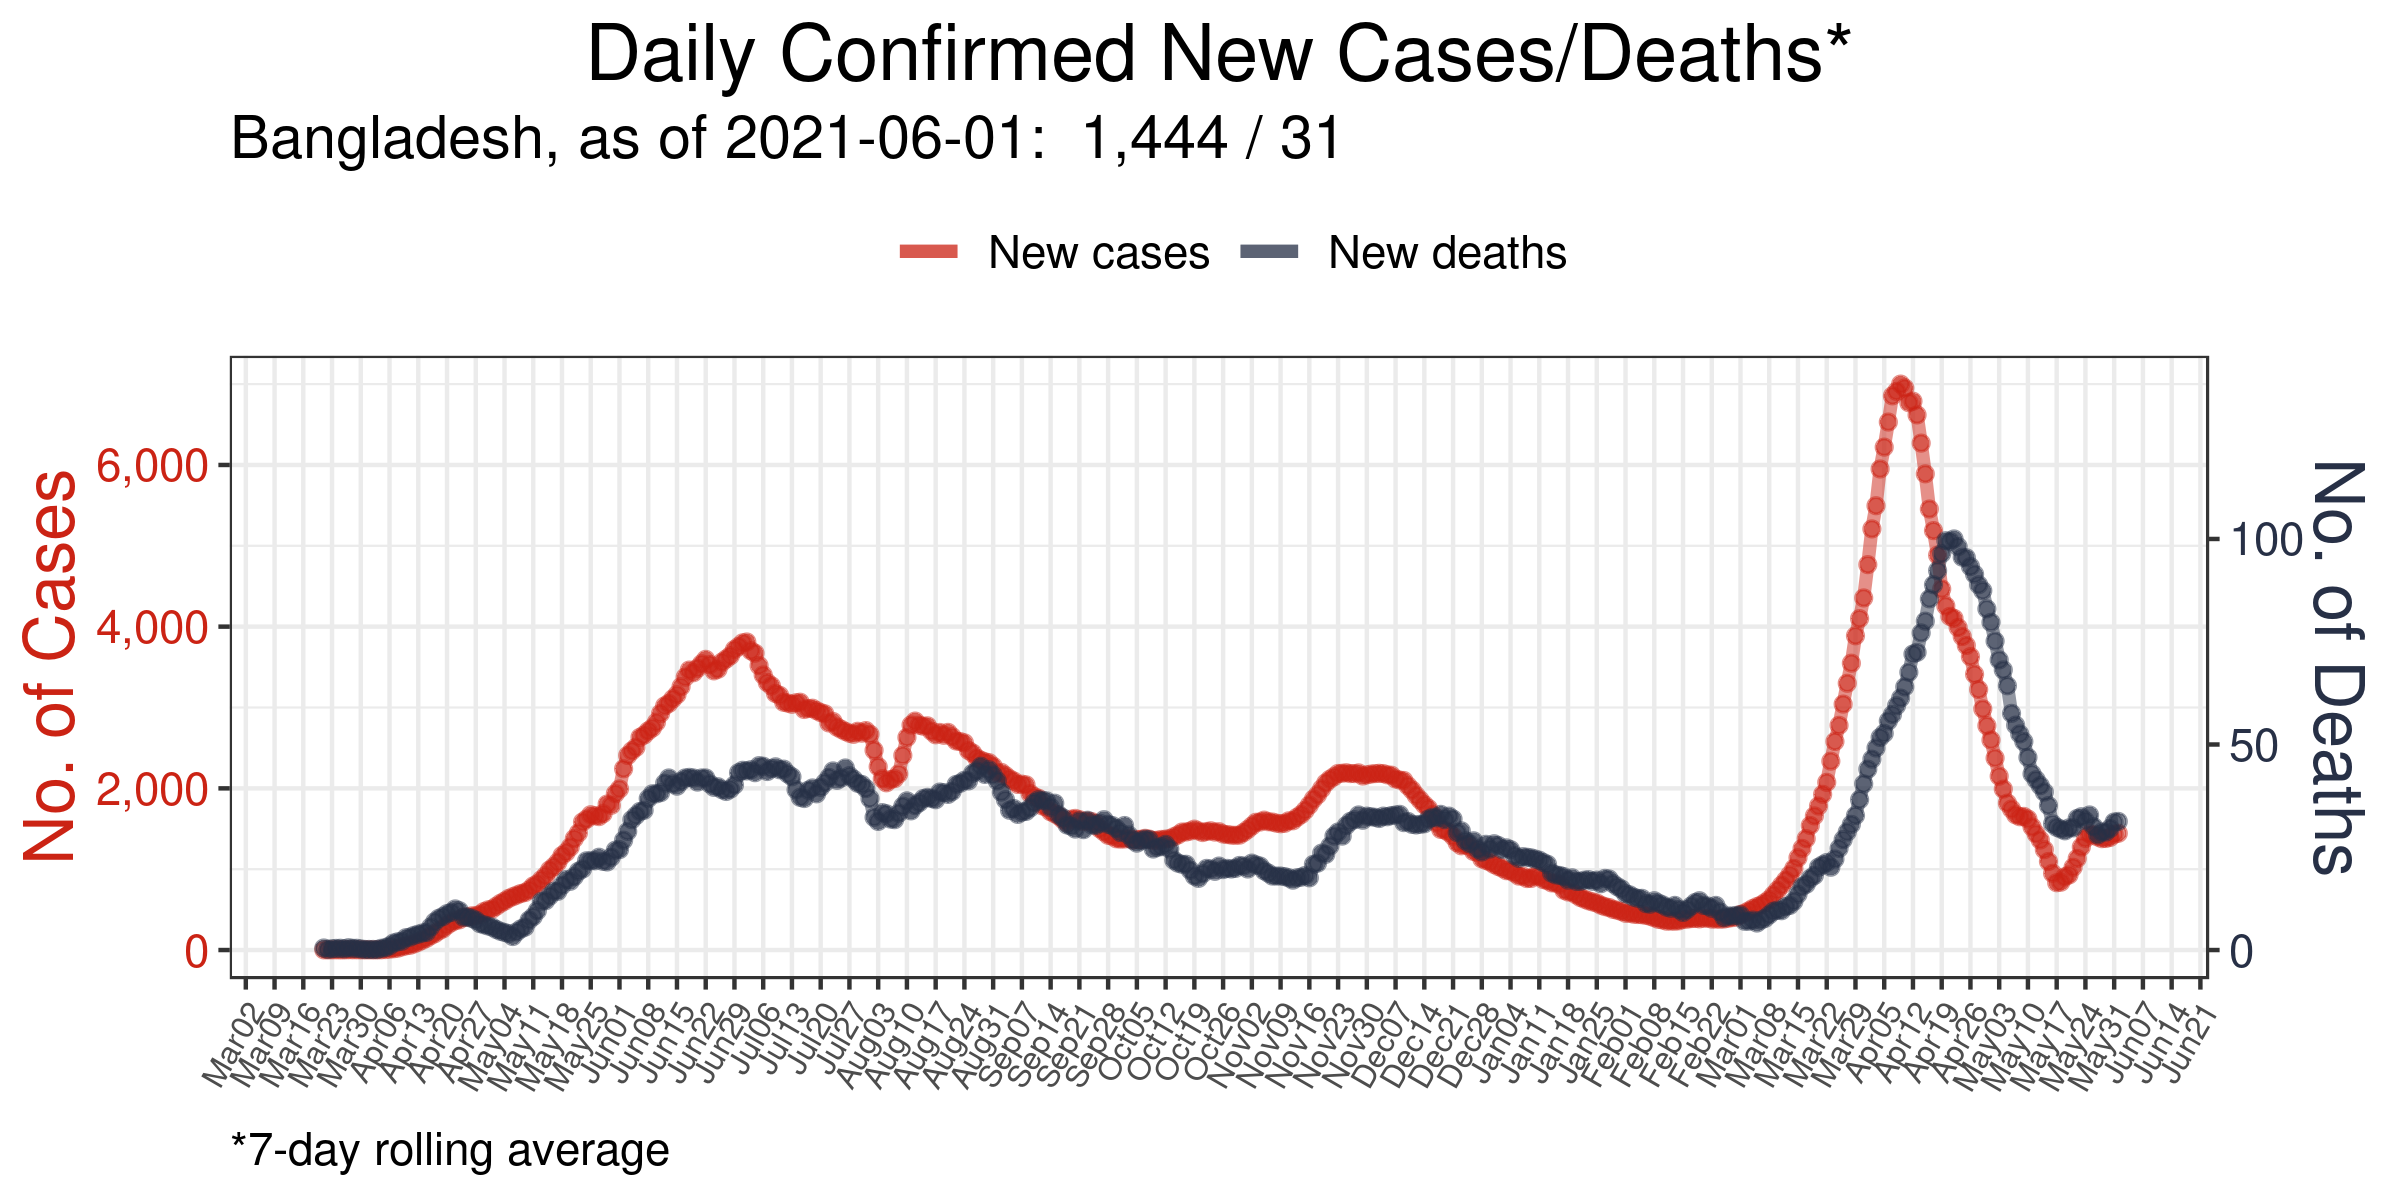 Daily Confirmed New Cases/Deaths*
Bangladesh, as of 2021-06-01:  1,444 / 31
New cases
New deaths
No. of Cases
6,000
4,000
2,000
0
No. of Deaths
100
50
0
Mar02
Mar09
Mar16
Mar23
Mar30
Apr06
Apr13
Apr20
Apr27
May04
May11
May18
May25
Jun01
Jun08
Jun15
Jun22
Jun29
Jul06
Jul13
Jul20
Jul27
Aug03
Aug10
Aug17
Aug24
Aug31
Sep07
Sep14
Sep21
Sep28
Oct05
Oct12
Oct19
Oct26
Nov02
Nov09
Nov16
Nov23
Nov30
Dec07
Dec14
Dec21
Dec28
Jan04
Jan11
Jan18
Jan25
Feb01
Feb08
Feb15
Feb22
Mar01
Mar08
Mar15
Mar22
Mar29
Apr05
Apr12
Apr19
Apr26
May03
May10
May17
May24
May31
Jun07
Jun14
Jun21
*7-day rolling average